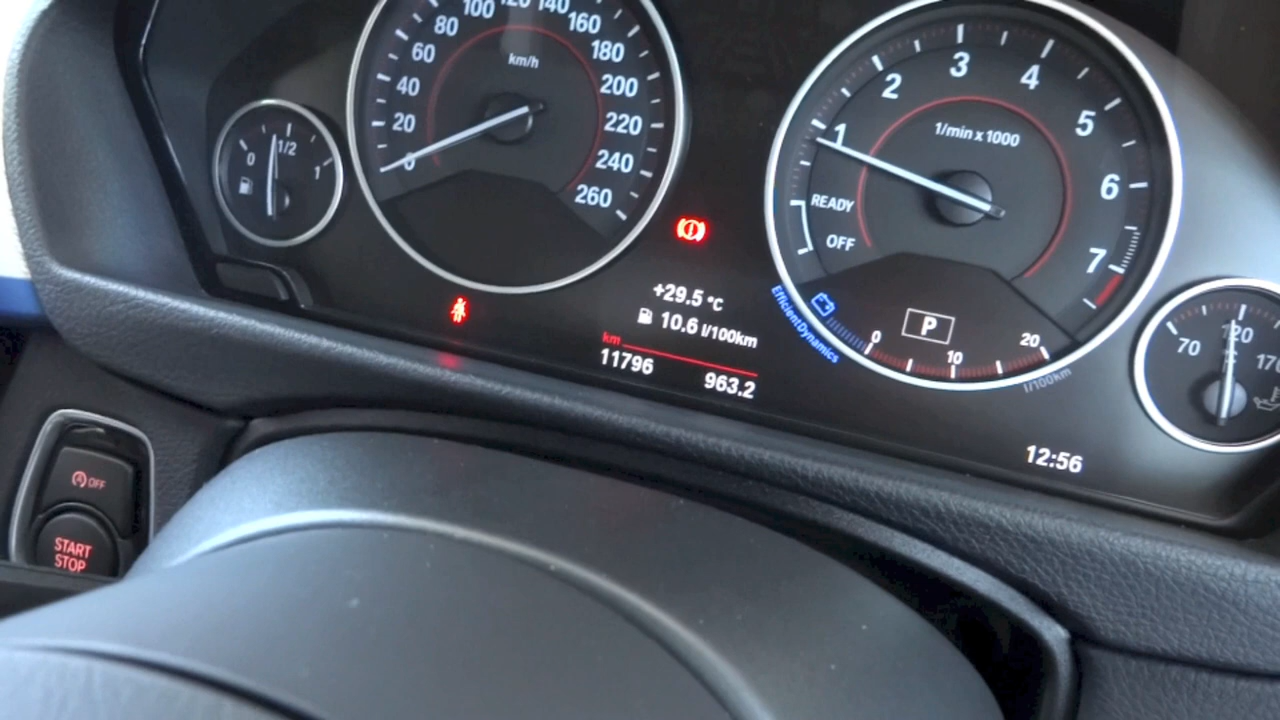 0 1/2 1
0 20 40 60 80 100 120 140 160 180 200 220 240 260
km/h
+29.5 °C
10.6 l/100km
km
11796 963.2
1 2 3 4 5 6 7
1/min x 1000
READY
OFF
EfficientDynamics
P
0 10 20
l/100km
70 120 170
12:56
OFF
START
STOP